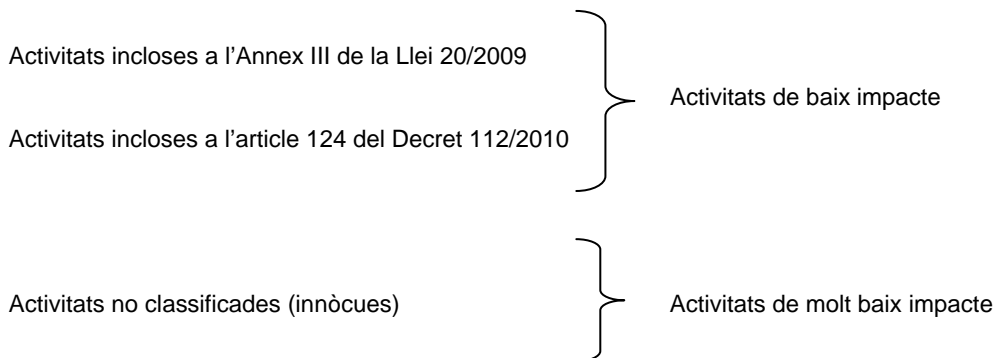 Activitats incloses a l’Annex III de la Llei 20/2009
Activitats de baix impacte
Activitats incloses a l’article 124 del Decret 112/2010
Activitats no classificades (innòcues)
Activitats de molt baix impacte